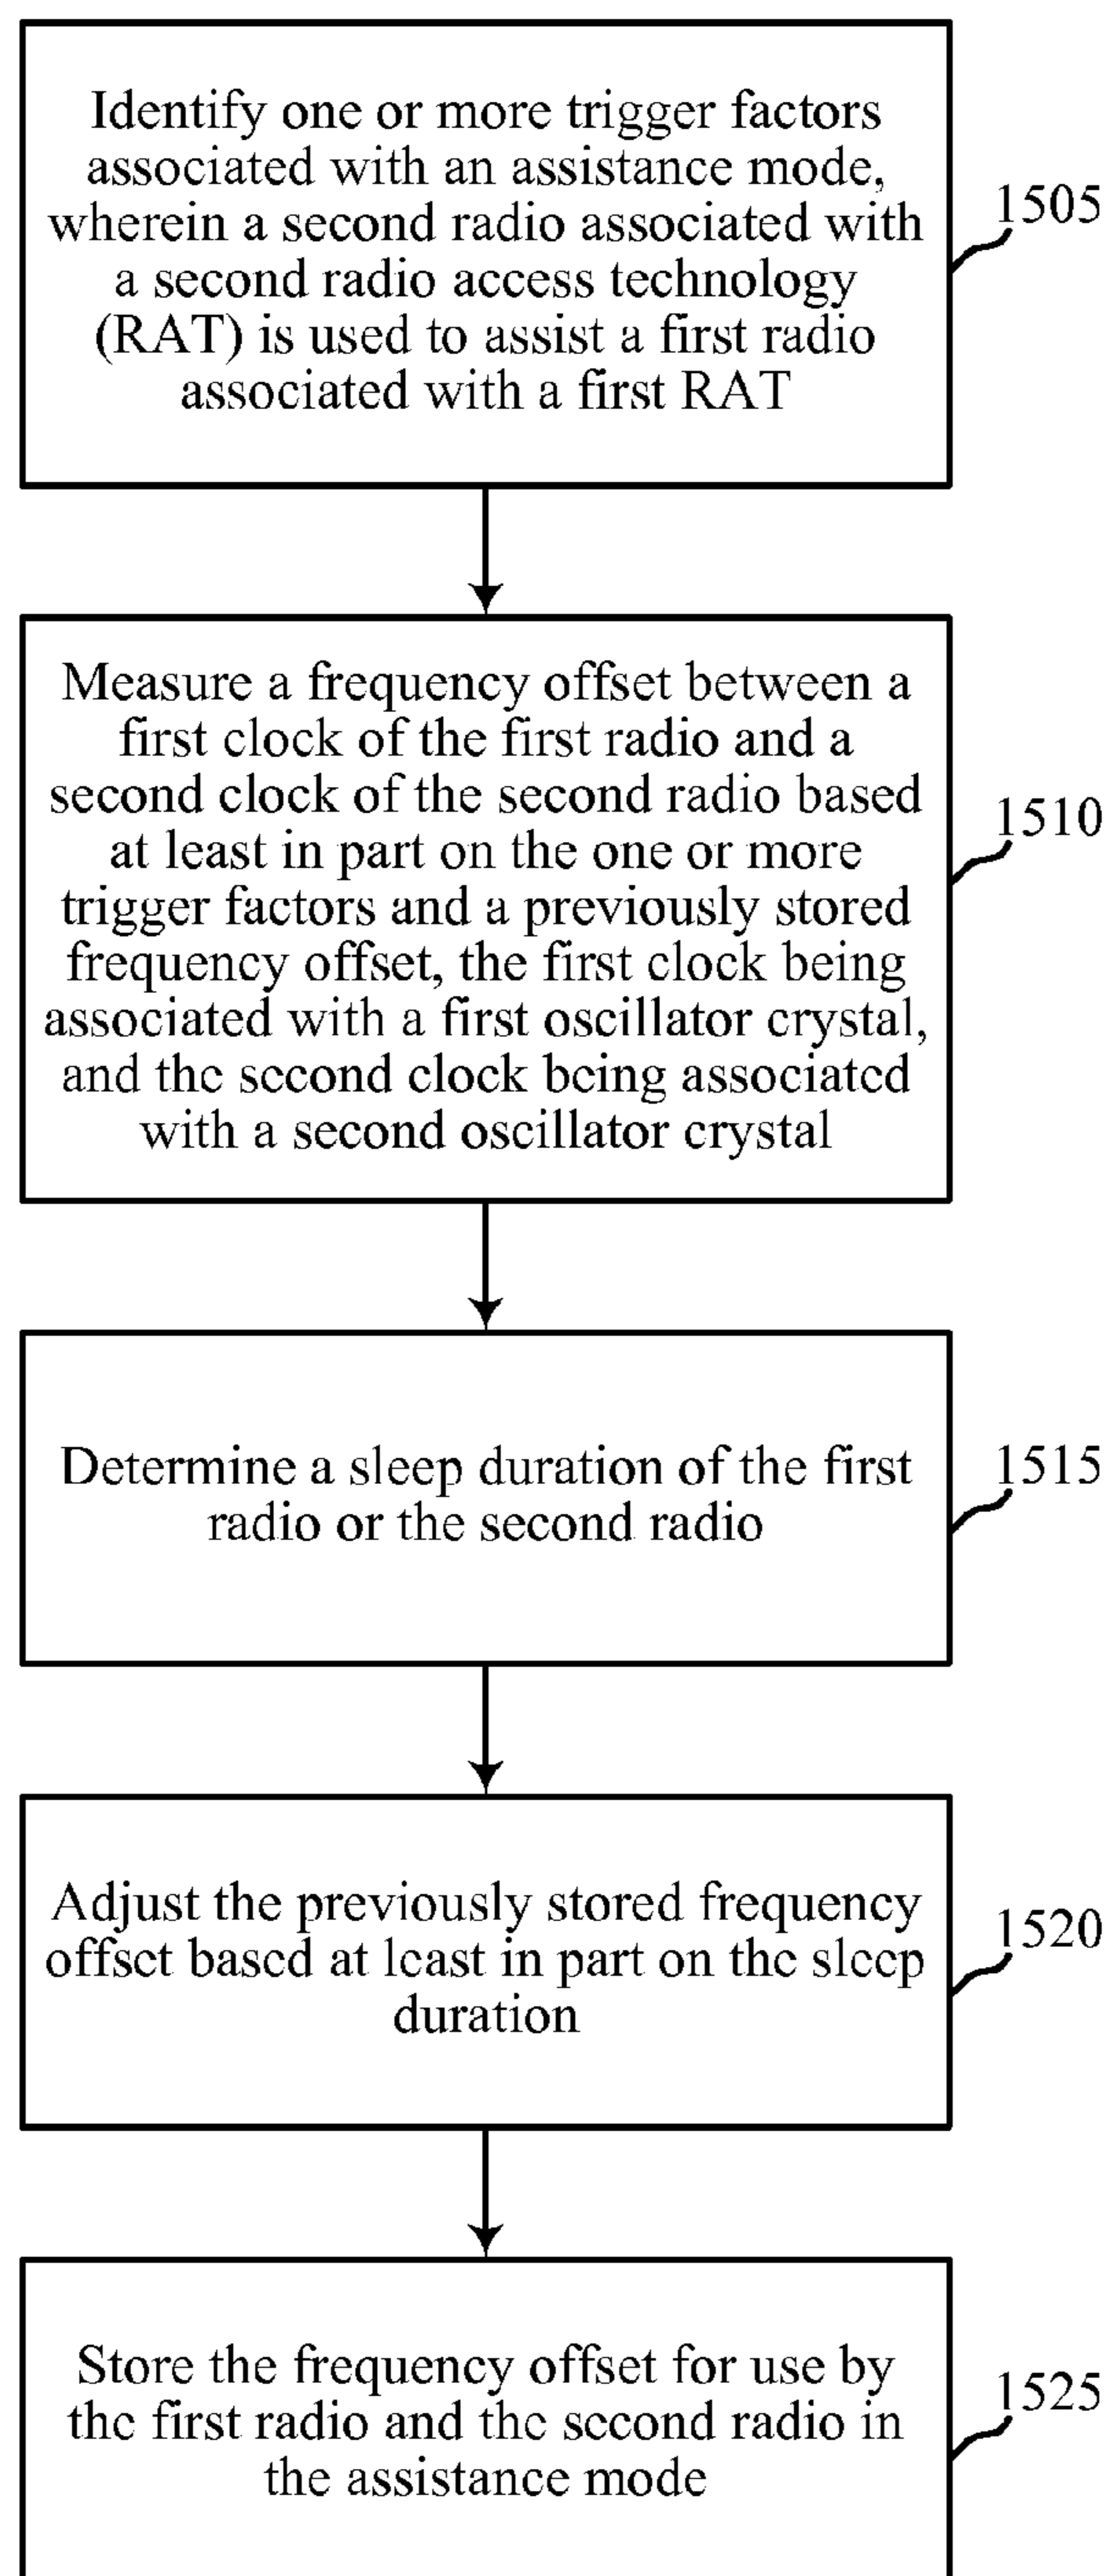 Identify one or more trigger factors
associated with an assistance mode,
wherein a second radio associated with
a second radio access technology
(RAT) is used to assist a first radio
associated with a first RAT
1505
Measure a frequency offset between a
first clock of the first radio and a
second clock of the second radio based
at least in part on the one or more
trigger factors and a previously stored
frequency offset, the first clock being
associated with a first oscillator crystal,
and the second clock being associated
with a second oscillator crystal
1510
Determine a sleep duration of the first
radio or the second radio
1515
Adjust the previously stored frequency
offset based at least in part on the sleep
duration
1520
Store the frequency offset for use by
the first radio and the second radio in
the assistance mode
1525